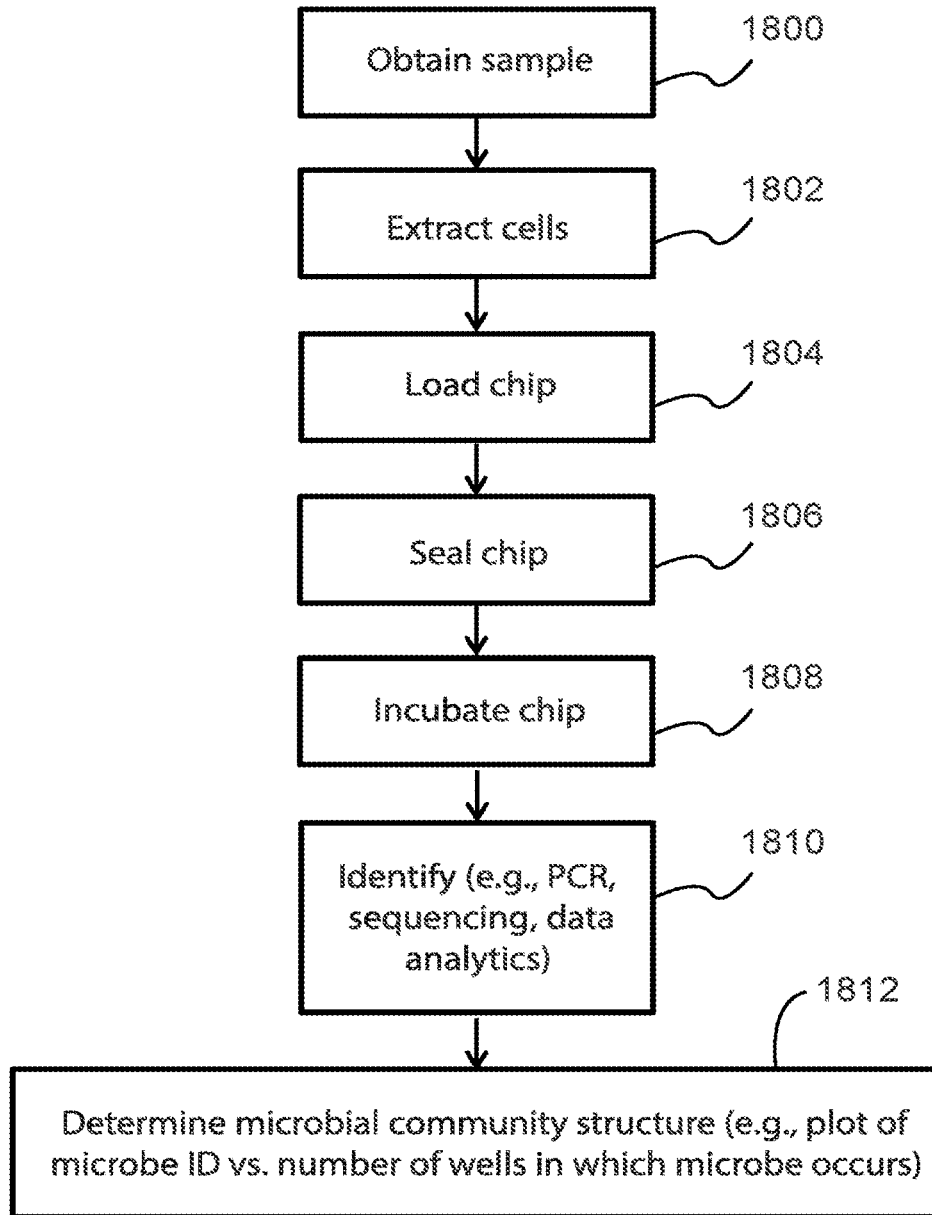 1800
Obtain sample
1802
Extract cells
1804
Load chip
1806
Seal chip
1808
Incubate chip
1810
Identify (e.g., PCR,
sequencing, data
analytics)
1812
Determine microbial community structure (e.g., plot of
microbe ID vs. number of wells in which microbe occurs)